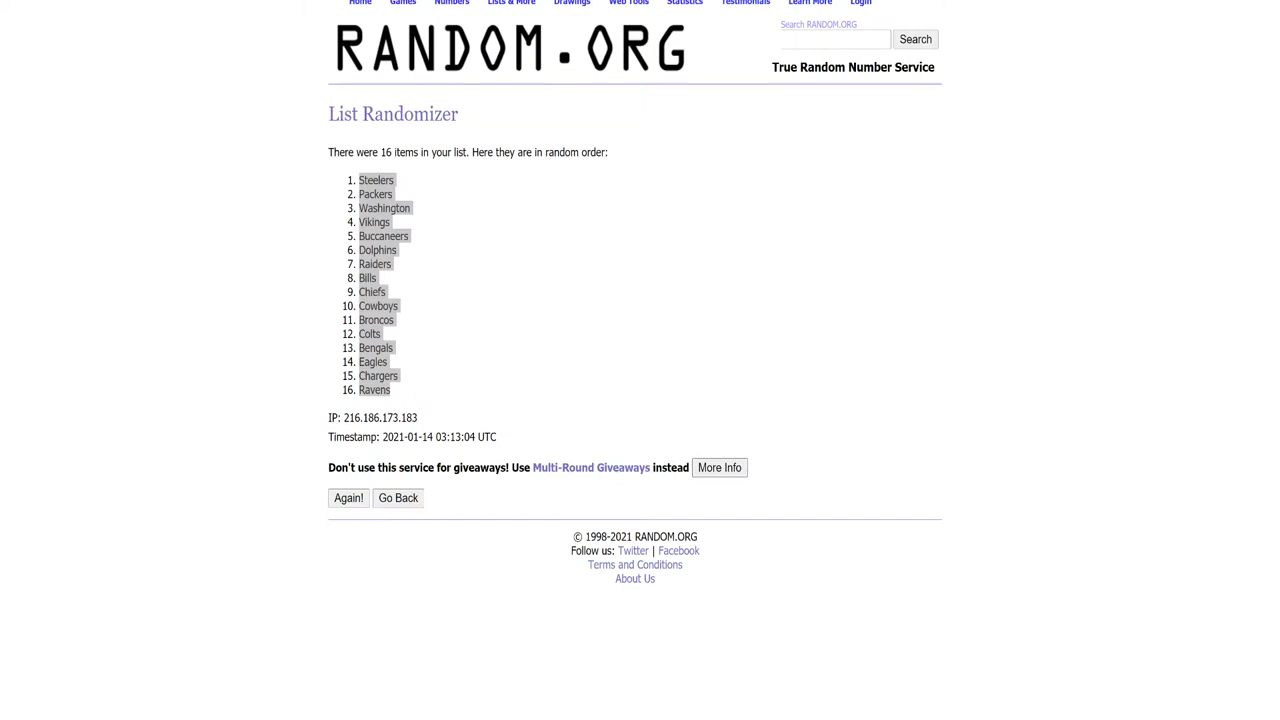 Home Games Numbers Lists & More Drawings Web Tools Statistics Testimonials Learn More Login
RANDOM.ORG
Search RANDOM.ORG
Search
True Random Number Service
List Randomizer
There were 16 items in your list. Here they are in random order:
1. Steelers
2. Packers
3. Washington
4. Vikings
5. Buccaneers
6. Dolphins
7. Raiders
8. Bills
9. Chiefs
10. Cowboys
11. Broncos
12. Colts
13. Bengals
14. Eagles
15. Chargers
16. Ravens
IP: 216.186.173.183
Timestamp: 2021-01-14 03:13:04 UTC
Don't use this service for giveaways! Use Multi-Round Giveaways instead More Info
Again! Go Back
© 1998-2021 RANDOM.ORG
Follow us: Twitter | Facebook
Terms and Conditions
About Us